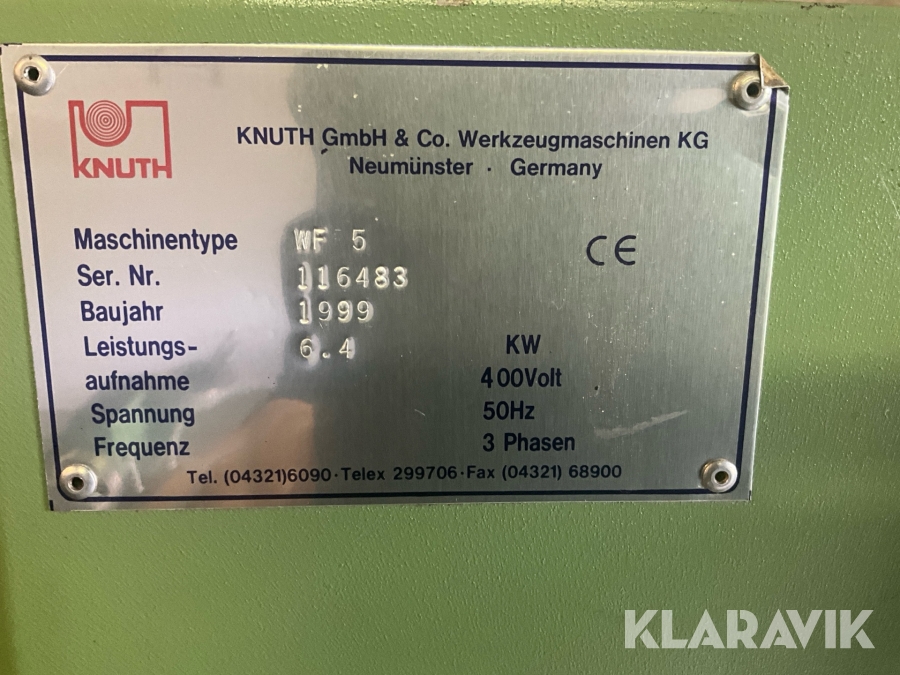 KNUTH
KNUTH GmbH & Co. Werkzeugmaschinen KG
Neumünster · Germany
Maschinentype WF 5
CE
Ser. Nr. 116483
Baujahr 1999
Leistungs- 6.4 KW
aufnahme 400Volt
Spannung 50Hz
Frequenz 3 Phasen
Tel. (04321)6090·Telex 299706·Fax (04321) 68900
KLARAVIK